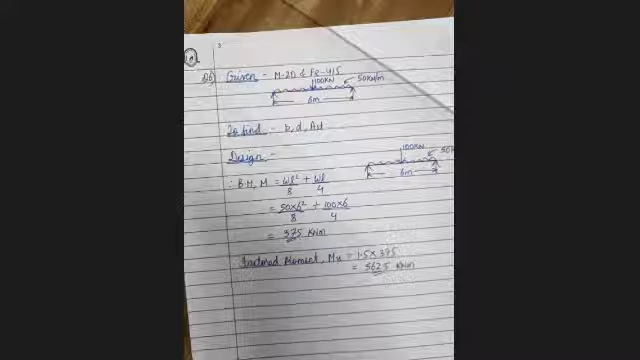 Q6) Given - M-20 & Fe-415
100KN
50KN/m
6m
To find - b, d, Ast
Design -
100KN
50K
6m
∴ B.M, M = wl²/8 + wl/4
= 50×6²/8 + 100×6/4
= 375 KNm
Factored Moment, Mu = 1.5 × 375
= 562.5 KNm